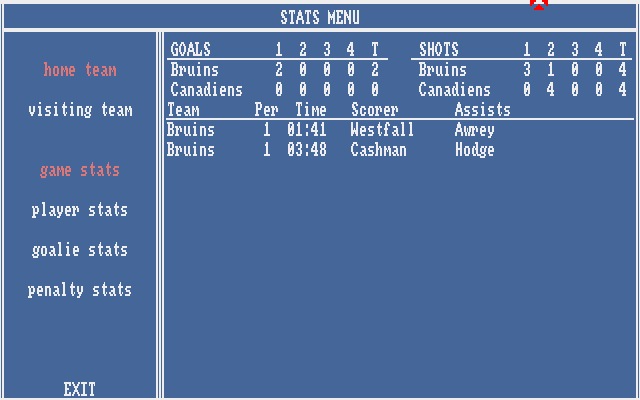 STATS MENU
home team
visiting team
game stats
player stats
goalie stats
penalty stats
EXIT
GOALS 1 2 3 4 T
Bruins 2 0 0 0 2
Canadiens 0 0 0 0 0
SHOTS 1 2 3 4 T
Bruins 3 1 0 0 4
Canadiens 0 4 0 0 4
Team Per Time Scorer Assists
Bruins 1 01:41 Westfall Awrey
Bruins 1 03:48 Cashman Hodge